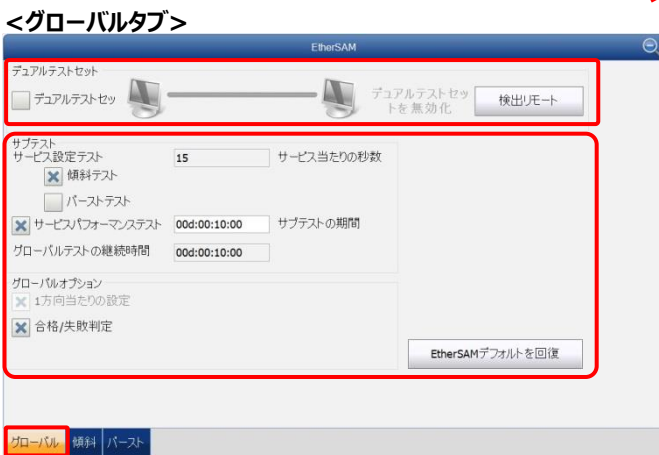 <グローバルタブ>
EtherSAM
デュアルテストセット
デュアルテストセッ
デュアルテストセッ
トを無効化
検出リモート
サブテスト
サービス設定テスト
15
サービス当たりの秒数
傾斜テスト
バーストテスト
サービスパフォーマンステスト
00d:00:10:00
サブテストの期間
グローバルテストの継続時間
00d:00:10:00
グローバルオプション
1方向当たりの設定
合格/失敗判定
EtherSAMデフォルトを回復
グローバル 傾斜 バースト